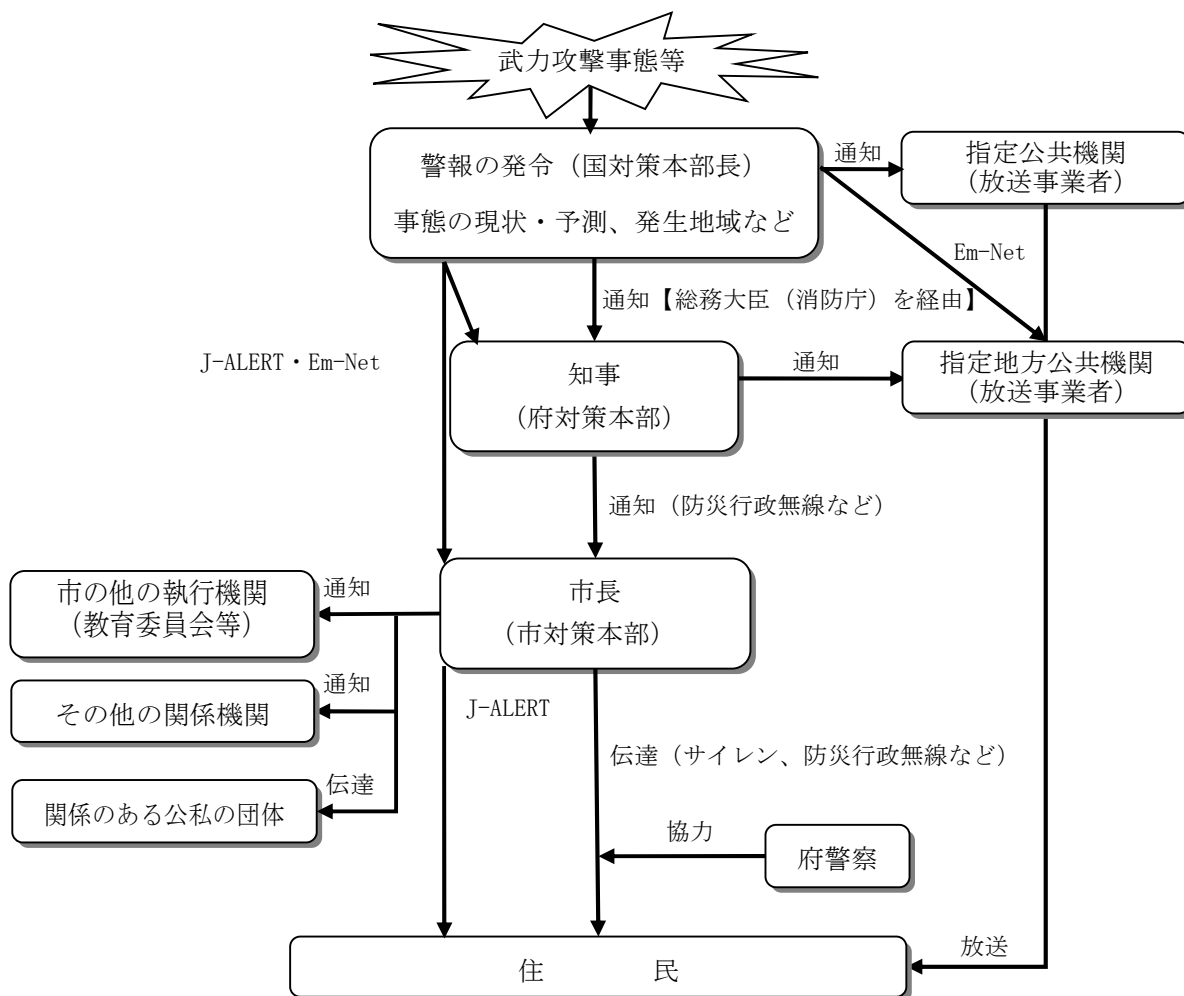 武力攻撃事態等
警報の発令（国対策本部長）
事態の現状・予測、発生地域など
通知
指定公共機関
（放送事業者）
Em-Net
通知【総務大臣（消防庁）を経由】
J-ALERT・Em-Net
知事
（府対策本部）
通知
指定地方公共機関
（放送事業者）
通知（防災行政無線など）
市長
（市対策本部）
通知
市の他の執行機関
（教育委員会等）
通知
その他の関係機関
伝達
関係のある公私の団体
J-ALERT
伝達（サイレン、防災行政無線など）
協力
府警察
放送
住　　　民